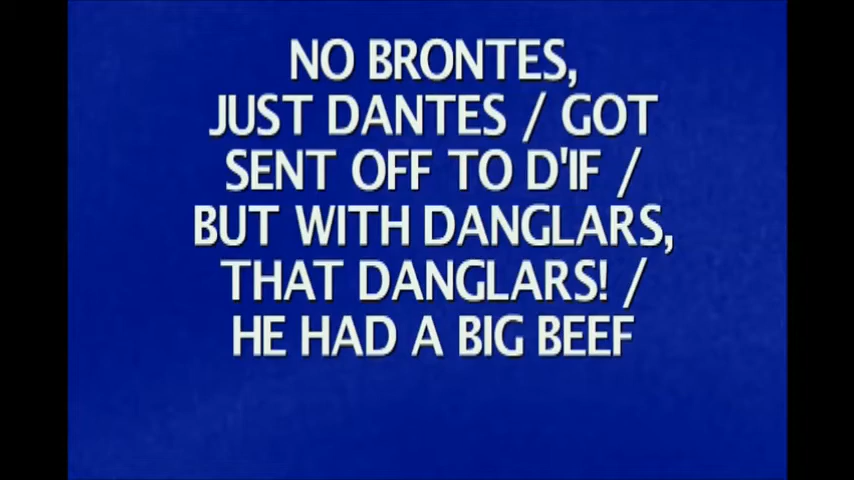 NO BRONTES,
JUST DANTES / GOT
SENT OFF TO D'IF /
BUT WITH DANGLARS,
THAT DANGLARS! /
HE HAD A BIG BEEF